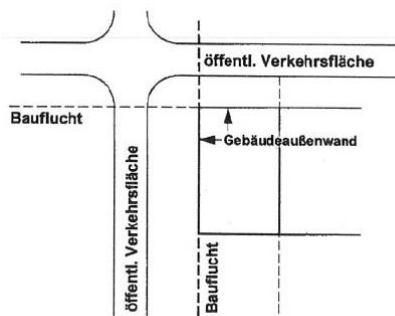 öffentl. Verkehrsfläche
Bauflucht
Gebäudeaußenwand
öffentl. Verkehrsfläche
Bauflucht